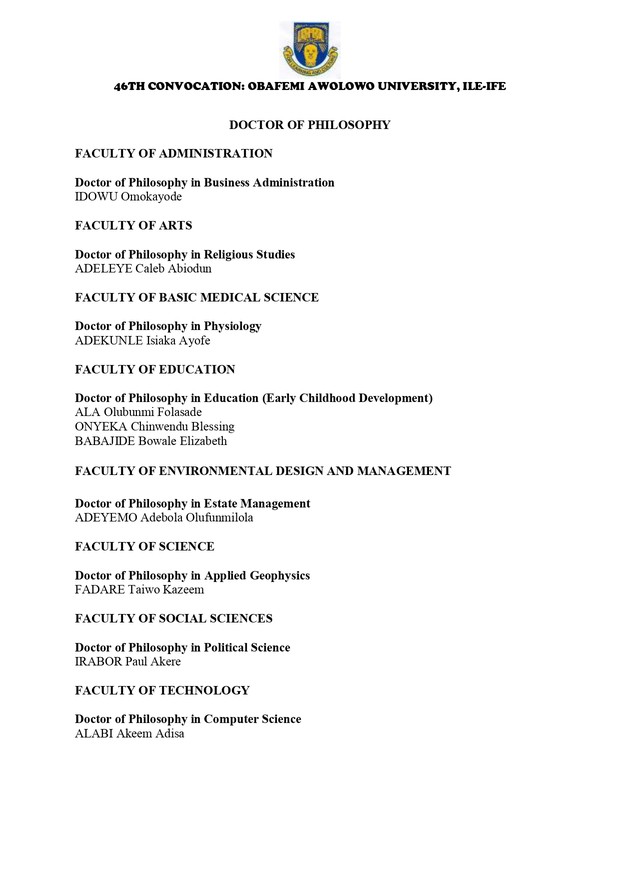 46TH CONVOCATION: OBAFEMI AWOLOWO UNIVERSITY, ILE-IFE
DOCTOR OF PHILOSOPHY
FACULTY OF ADMINISTRATION
Doctor of Philosophy in Business Administration
IDOWU Omokayode
FACULTY OF ARTS
Doctor of Philosophy in Religious Studies
ADELEYE Caleb Abiodun
FACULTY OF BASIC MEDICAL SCIENCE
Doctor of Philosophy in Physiology
ADEKUNLE Isiaka Ayofe
FACULTY OF EDUCATION
Doctor of Philosophy in Education (Early Childhood Development)
ALA Olubunmi Folasade
ONYEKA Chinwendu Blessing
BABAJIDE Bowale Elizabeth
FACULTY OF ENVIRONMENTAL DESIGN AND MANAGEMENT
Doctor of Philosophy in Estate Management
ADEYEMO Adebola Olufunmilola
FACULTY OF SCIENCE
Doctor of Philosophy in Applied Geophysics
FADARE Taiwo Kazeem
FACULTY OF SOCIAL SCIENCES
Doctor of Philosophy in Political Science
IRABOR Paul Akere
FACULTY OF TECHNOLOGY
Doctor of Philosophy in Computer Science
ALABI Akeem Adisa